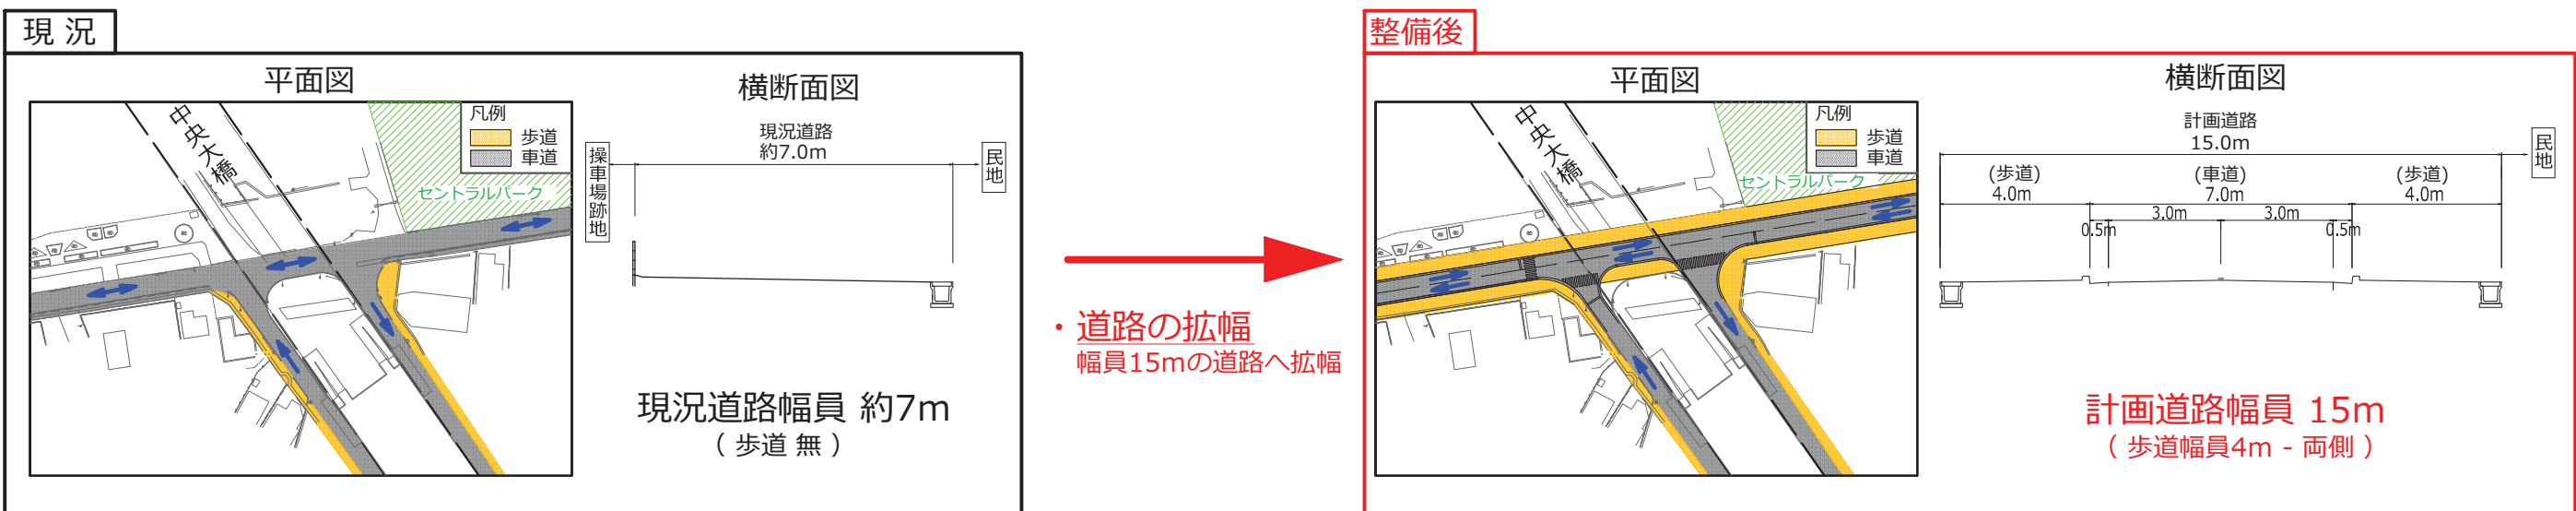 現 況
平面図
中央大橋
凡例
歩道
車道
セントラルパーク
横断面図
操車場跡地
現況道路
約7.0m
民地
現況道路幅員 約7m
( 歩道 無 )
・道路の拡幅
幅員15mの道路へ拡幅
整備後
平面図
中央大橋
凡例
歩道
車道
セントラルパーク
横断面図
計画道路
15.0m
民地
(歩道)
4.0m
(車道)
7.0m
(歩道)
4.0m
3.0m
3.0m
0.5m
0.5m
計画道路幅員 15m
( 歩道幅員4m - 両側 )